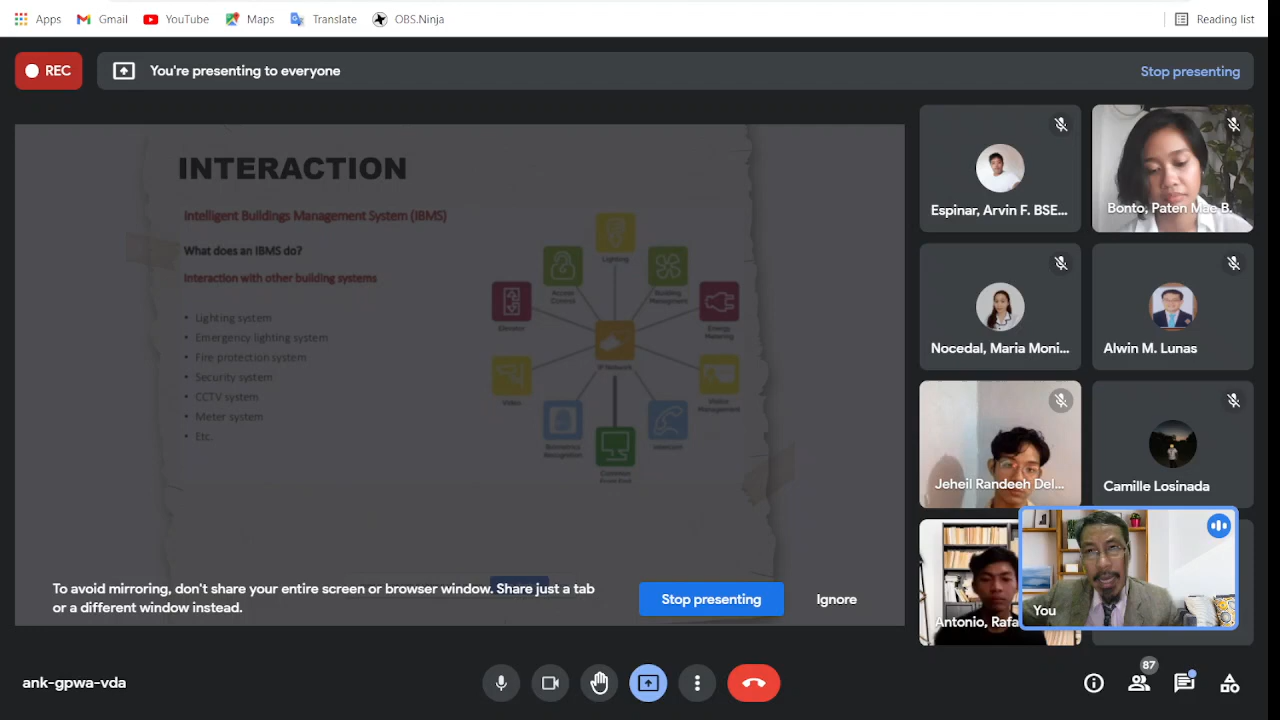 Apps Gmail YouTube Maps Translate OBS.Ninja Reading list
REC You're presenting to everyone Stop presenting
INTERACTION
Intelligent Buildings Management System (IBMS)
What does an IBMS do?
Interaction with other building systems
• Lighting system
• Emergency lighting system
• Fire protection system
• Security system
• CCTV system
• Meter system
• Etc.
Lighting
Access
Control
Building
Management
Elevator
Energy
Metering
IP Network
Video
Visitor
Management
Biometrics
Recognition
Intercom
Common
Front End
To avoid mirroring, don't share your entire screen or browser window. Share just a tab
or a different window instead.
Stop presenting Ignore
Espinar, Arvin F. BSE...
Bonto, Paten Mae B.
Nocedal, Maria Moni...
Alwin M. Lunas
Jeheil Randeeh Del...
Camille Losinada
Antonio, Rafa
You
ank-gpwa-vda
87